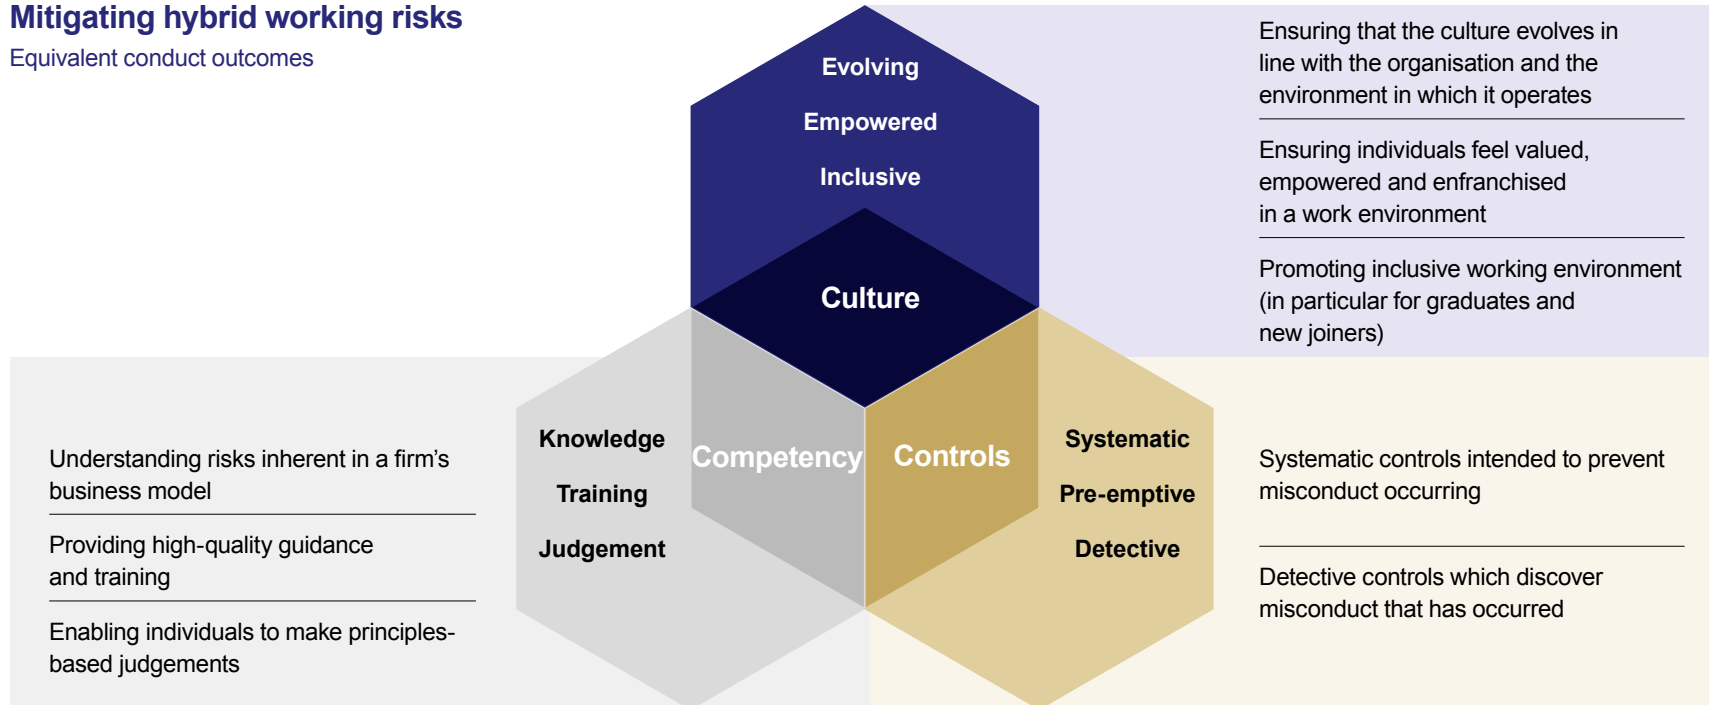 Mitigating hybrid working risks
Equivalent conduct outcomes
Evolving
Empowered
Inclusive
Culture
Ensuring that the culture evolves in
line with the organisation and the
environment in which it operates
Ensuring individuals feel valued,
empowered and enfranchised
in a work environment
Promoting inclusive working environment
(in particular for graduates and
new joiners)
Understanding risks inherent in a firm's
business model
Providing high-quality guidance
and training
Enabling individuals to make principles-
based judgements
Knowledge
Training
Judgement
Competency
Controls
Systematic
Pre-emptive
Detective
Systematic controls intended to prevent
misconduct occurring
Detective controls which discover
misconduct that has occurred